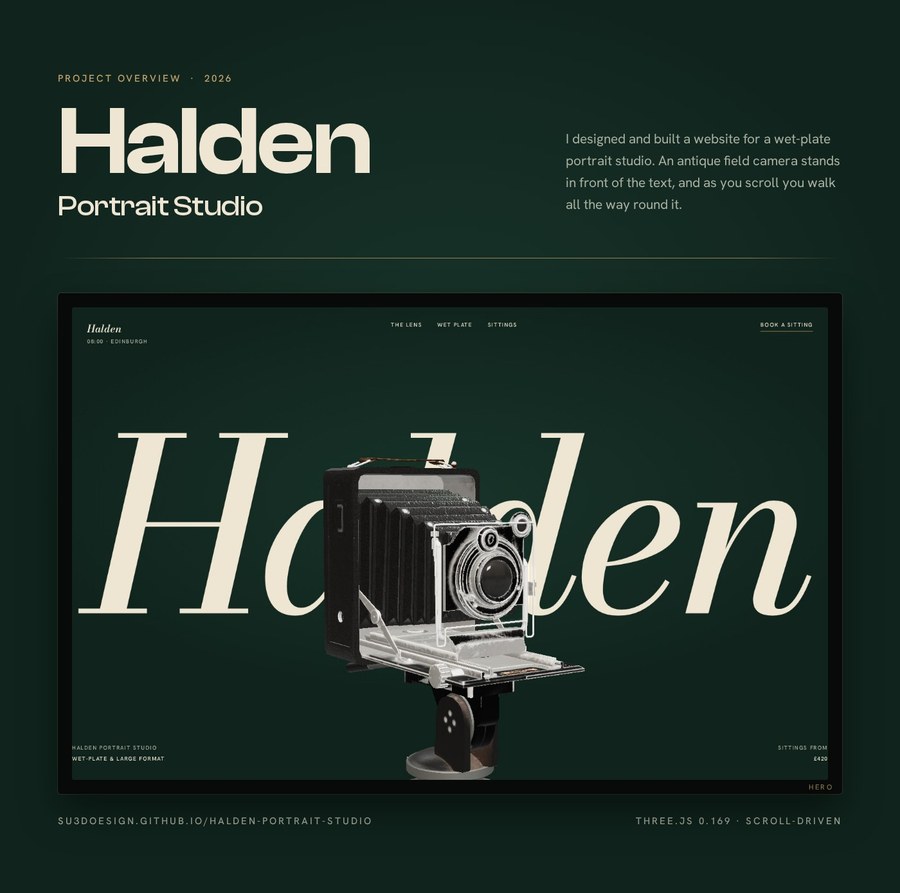 PROJECT OVERVIEW · 2026
Halden
Portrait Studio
I designed and built a website for a wet-plate
portrait studio. An antique field camera stands
in front of the text, and as you scroll you walk
all the way round it.
Halden
THE LENS WET PLATE SITTINGS
BOOK A SITTING
08:00 · EDINBURGH
Halden
HALDEN PORTRAIT STUDIO
WET-PLATE & LARGE FORMAT
SITTINGS FROM
£420
HERO
SU3DOESIGN.GITHUB.IO/HALDEN-PORTRAIT-STUDIO
THREE.JS 0.169 · SCROLL-DRIVEN